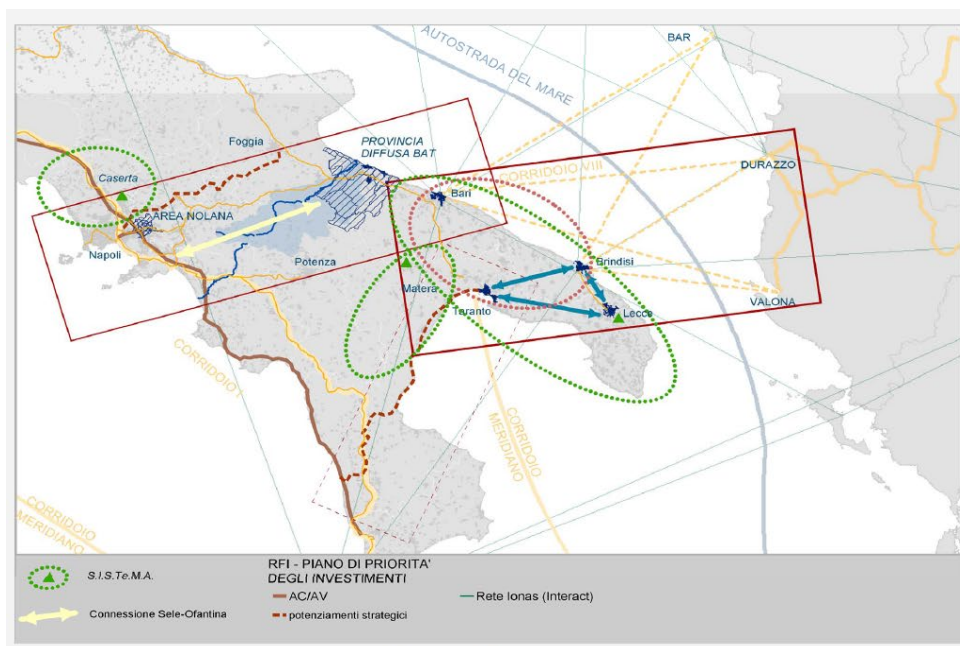 AUTOSTRADA DEL MARE
BAR
Foggia
PROVINCIA
DIFFUSA BAT
DURAZZO
CORRIDOIO VIII
Caserta
Bari
AREA NOLANA
Napoli
Potenza
Brindisi
Matera
VALONA
Taranto
Lecce
CORRIDOIO I
CORRIDOIO
MERIDIANO
CORRIDOIO
MERIDIANO
S.I.S.Te.M.A.
Connessione Sele-Ofantina
RFI - PIANO DI PRIORITA'
DEGLI INVESTIMENTI
AC/AV
potenziamenti strategici
Rete Ionas (Interact)